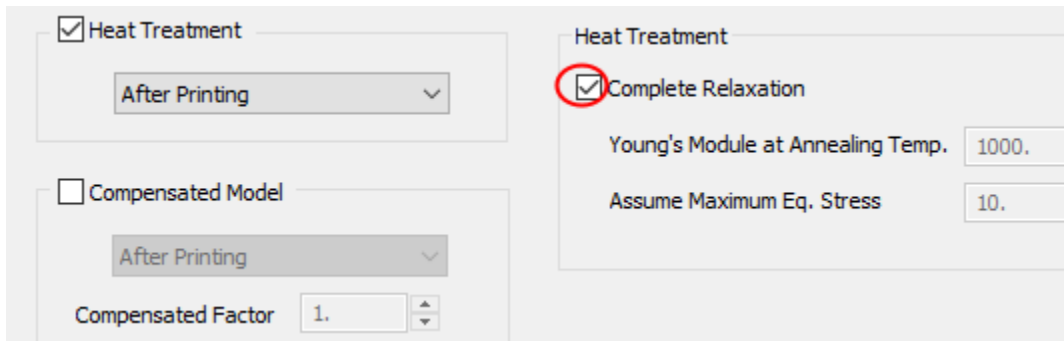 Heat Treatment
After Printing
Compensated Model
After Printing
Compensated Factor 1.
Heat Treatment
Complete Relaxation
Young's Module at Annealing Temp. 1000.
Assume Maximum Eq. Stress 10.